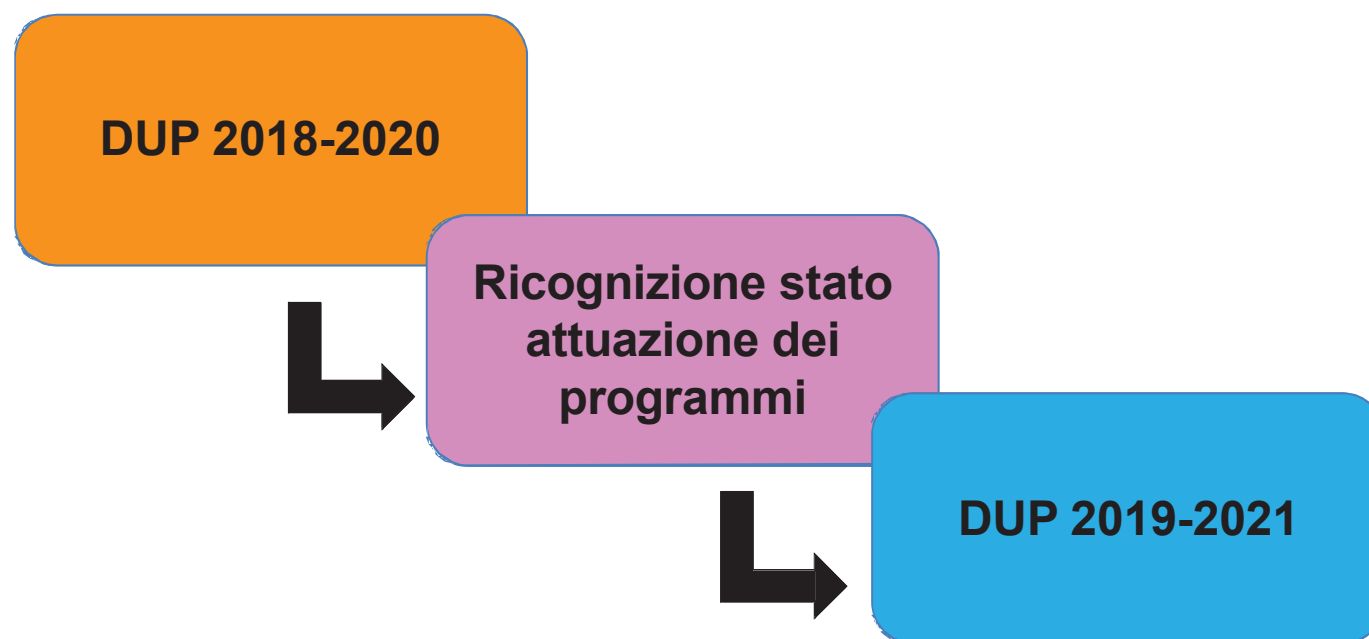 DUP 2018-2020
Ricognizione stato
attuazione dei
programmi
DUP 2019-2021